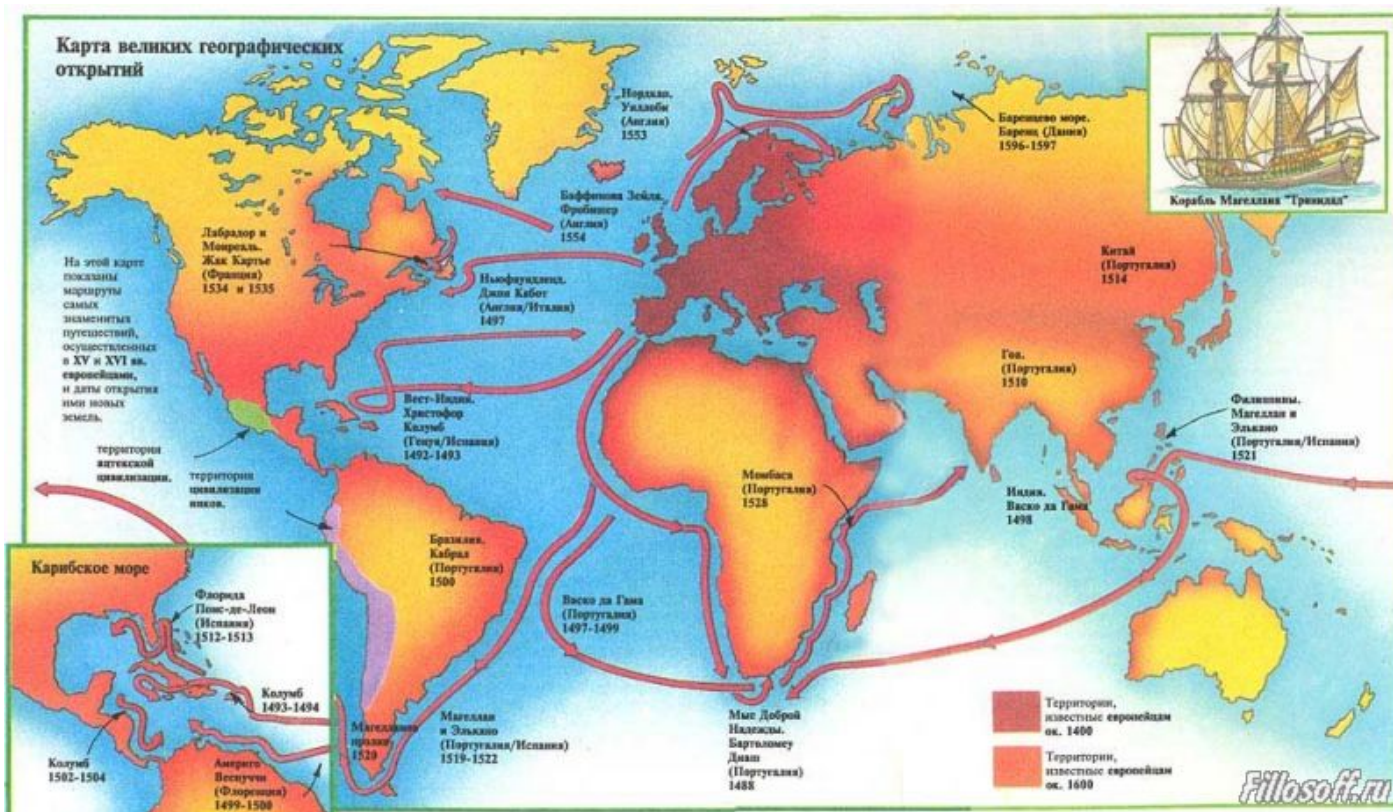 Карта великих географических
открытий
Нордкап.
Уиллоби
(Англия)
1553
Баренцево море.
Баренц (Дания)
1596-1597
Корабль Магеллана "Тринидад"
Баффинова Зейля.
Фробишер
(Англия)
1554
Лабрадор и
Монреаль.
Жак Картье
(Франция)
1534 и 1535
Китай
(Португалия)
1514
На этой карте
показаны
маршруты
самых
знаменитых
путешествий,
осуществленных
в XV и XVI вв.
европейцами,
и даты открытия
ими новых
земель.
Ньюфаундленд.
Джон Кабот
(Англия/Италия)
1497
Гоа.
(Португалия)
1510
Вест-Индия.
Христофор
Колумб
(Генуя/Испания)
1492-1493
Филиппины.
Магеллан и
Элькано
(Португалия/Испания)
1521
территория
ацтекской
цивилизации.
территория
цивилизации
инков.
Момбаса
(Португалия)
1528
Индия.
Васко да Гама
1498
Бразилия.
Кабрал
(Португалия)
1500
Васко да Гама
(Португалия)
1497-1499
Карибское море
Флорида
Понс-де-Леон
(Испания)
1512-1513
Колумб
1493-1494
Колумб
1502-1504
Америго
Веспуччи
(Флоренция)
1499-1500
Магелланов
пролив
1520
Магеллан
и Элькано
(Португалия/Испания)
1519-1522
Мыс Доброй
Надежды.
Бартоломеу
Диаш
(Португалия)
1488
Территории,
известные европейцам
ок. 1400
Территории,
известные европейцам
ок. 1600
Fillosoff.ru